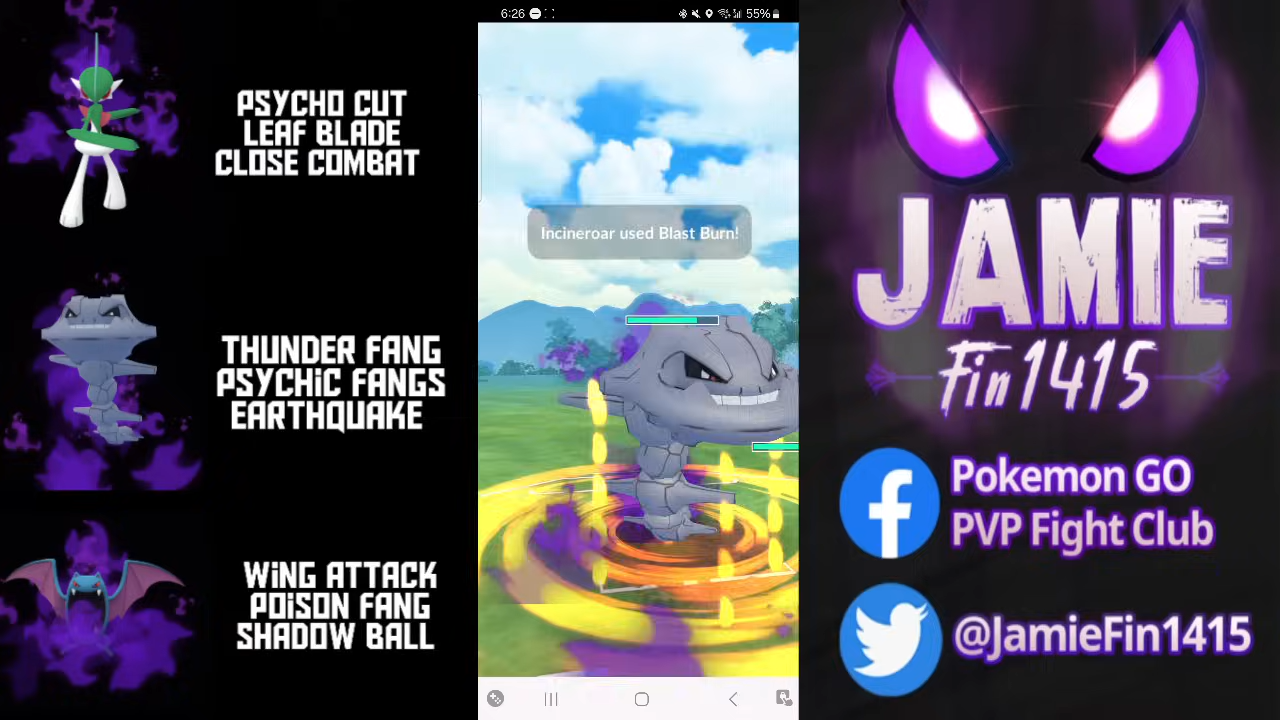 PSYCHO CUT
LEAF BLADE
CLOSE COMBAT
THUNDER FANG
PSYCHIC FANGS
EARTHQUAKE
WING ATTACK
POISON FANG
SHADOW BALL
6:26
55%
Incineroar used Blast Burn!
JAMIE
Fin1415
Pokemon GO
PVP Fight Club
@JamieFin1415